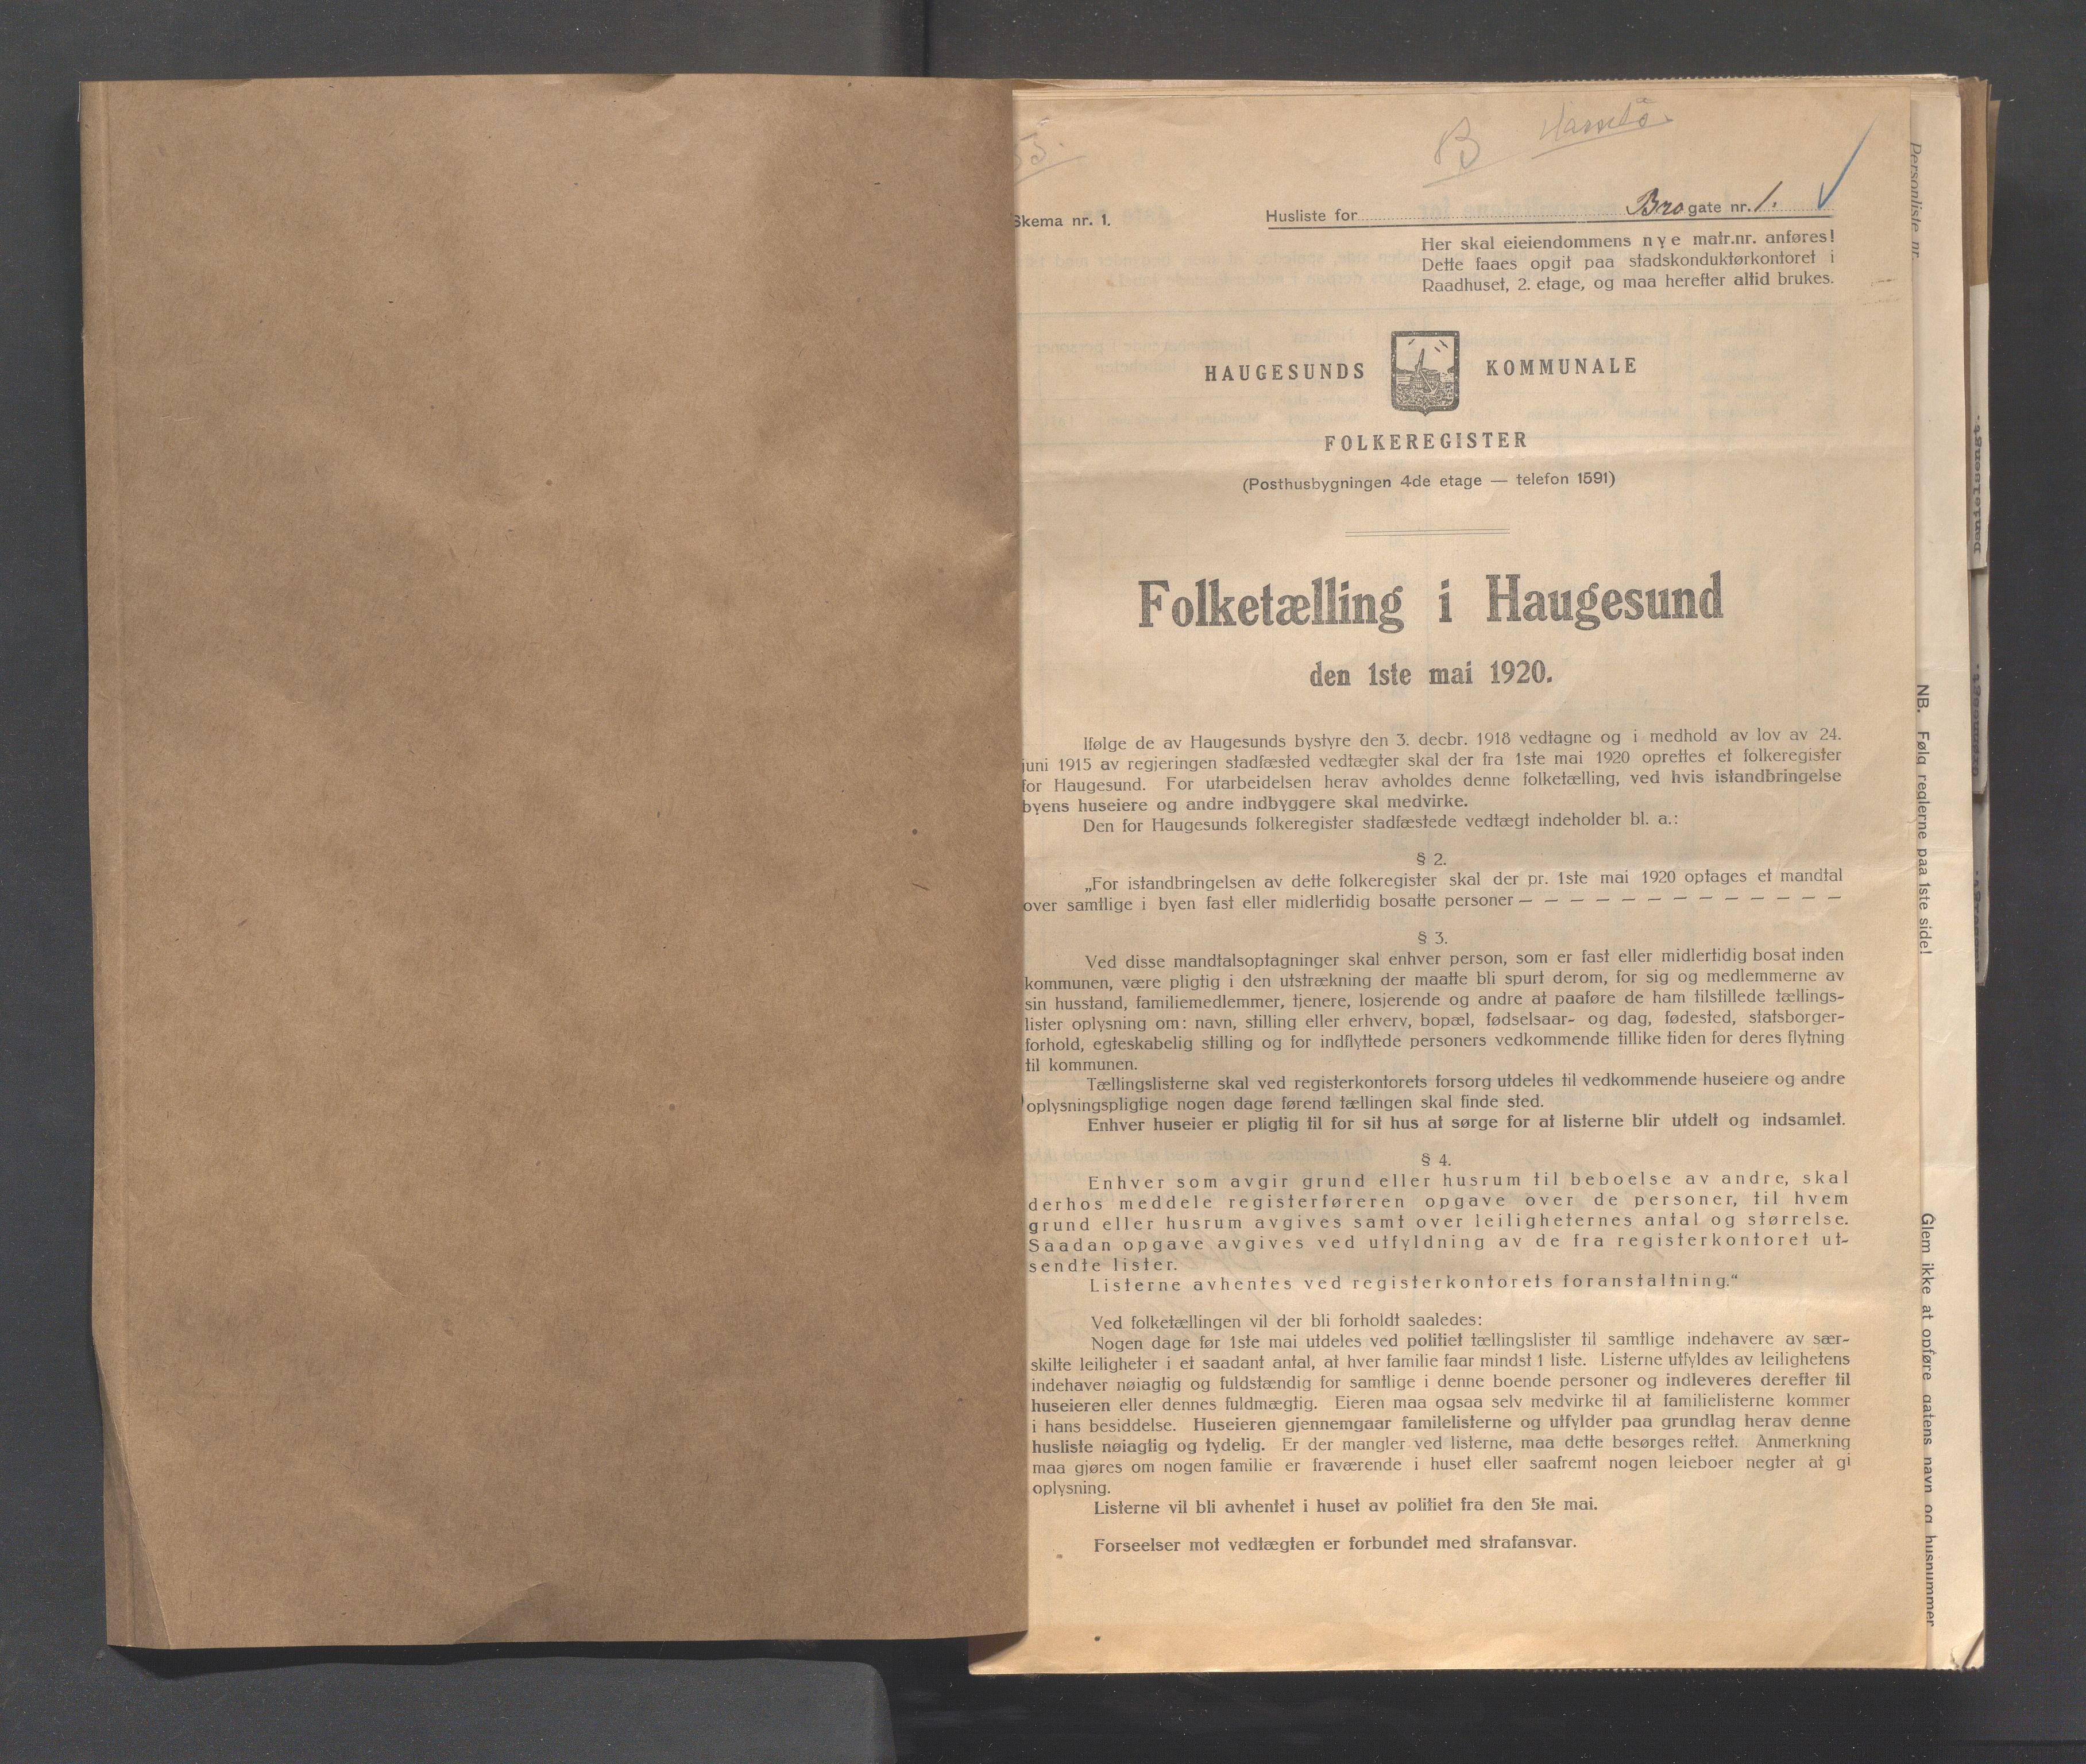 55.
B Hasselø
Skema nr. 1.
Husliste for Bro gate nr. 1.
Her skal eieiendommens nye matr.nr. anføres!
Dette faaes opgit paa stadskonduktørkontoret i
Raadhuset, 2. etage, og maa herefter altid brukes.
HAUGESUNDS KOMMUNALE
FOLKEREGISTER
(Posthusbygningen 4de etage — telefon 1591)
Folketælling i Haugesund
den 1ste mai 1920.
Ifølge de av Haugesunds bystyre den 3. decbr. 1918 vedtagne og i medhold av lov av 24.
juni 1915 av regjeringen stadfæsted vedtægter skal der fra 1ste mai 1920 oprettes et folkeregister
for Haugesund. For utarbeidelsen herav avholdes denne folketælling, ved hvis istandbringelse
byens huseiere og andre indbyggere skal medvirke.
Den for Haugesunds folkeregister stadfæstede vedtægt indeholder bl. a.:
§ 2.
„For istandbringelsen av dette folkeregister skal der pr. 1ste mai 1920 optages et mandtal
over samtlige i byen fast eller midlertidig bosatte personer — — — — — — — — — — — — —
§ 3.
Ved disse mandtalsoptagninger skal enhver person, som er fast eller midlertidig bosat inden
kommunen, være pligtig i den utstrækning der maatte bli spurt derom, for sig og medlemmerne av
sin husstand, familiemedlemmer, tjenere, losjerende og andre at paaføre de ham tilstillede tællings-
lister oplysning om: navn, stilling eller erhverv, bopæl, fødselsaar- og dag, fødested, statsborger-
forhold, egteskabelig stilling og for indflyttede personers vedkommende tillike tiden for deres flytning
til kommunen.
Tællingslisterne skal ved registerkontorets forsorg utdeles til vedkommende huseiere og andre
oplysningspligtige nogen dage førend tællingen skal finde sted.
Enhver huseier er pligtig til for sit hus at sørge for at listerne blir utdelt og indsamlet.
§ 4.
Enhver som avgir grund eller husrum til beboelse av andre, skal
derhos meddele registerføreren opgave over de personer, til hvem
grund eller husrum avgives samt over leiligheternes antal og størrelse.
Saadan opgave avgives ved utfyldning av de fra registerkontoret ut-
sendte lister.
Listerne avhentes ved registerkontorets foranstaltning.“
Ved folketællingen vil der bli forholdt saaledes:
Nogen dage før 1ste mai utdeles ved politiet tællingslister til samtlige indehavere av sær-
skilte leiligheter i et saadant antal, at hver familie faar mindst 1 liste. Listerne utfyldes av leilighetens
indehaver nøiagtig og fuldstændig for samtlige i denne boende personer og indleveres derefter til
huseieren eller dennes fuldmægtig. Eieren maa ogsaa selv medvirke til at familielisterne kommer
i hans besiddelse. Huseieren gjennemgaar familelisterne og utfylder paa grundlag herav denne
husliste nøiagtig og tydelig. Er der mangler ved listerne, maa dette besørges rettet. Anmerkning
maa gjøres om nogen familie er fraværende i huset eller saafremt nogen leieboer negter at gi
oplysning.
Listerne vil bli avhentet i huset av politiet fra den 5te mai.
Forseelser mot vedtægten er forbundet med strafansvar.
Personliste nr.
NB. Følg reglerne paa 1ste side!
Glem ikke at opføre gatens navn og husnummer